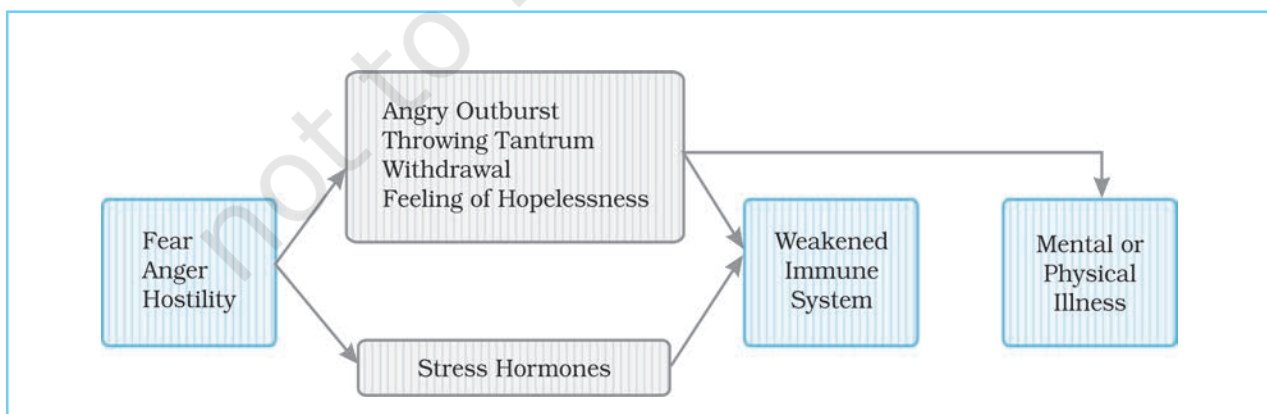 not to
Angry Outburst
Throwing Tantrum
Withdrawal
Feeling of Hopelessness
Fear
Anger
Hostility
Weakened
Immune
System
Mental or
Physical
Illness
Stress Hormones